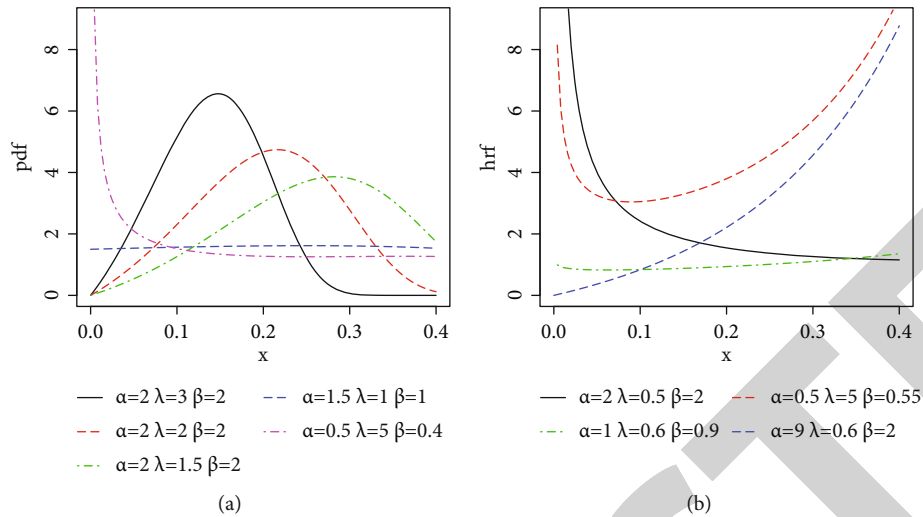 8
6
4
2
0
pdf
0.0 0.1 0.2 0.3 0.4
x
α=2 λ=3 β=2
α=2 λ=2 β=2
α=2 λ=1.5 β=2
α=1.5 λ=1 β=1
α=0.5 λ=5 β=0.4
(a)
8
6
4
2
0
hrf
0.0 0.1 0.2 0.3 0.4
x
α=2 λ=0.5 β=2
α=1 λ=0.6 β=0.9
α=0.5 λ=5 β=0.55
α=9 λ=0.6 β=2
(b)